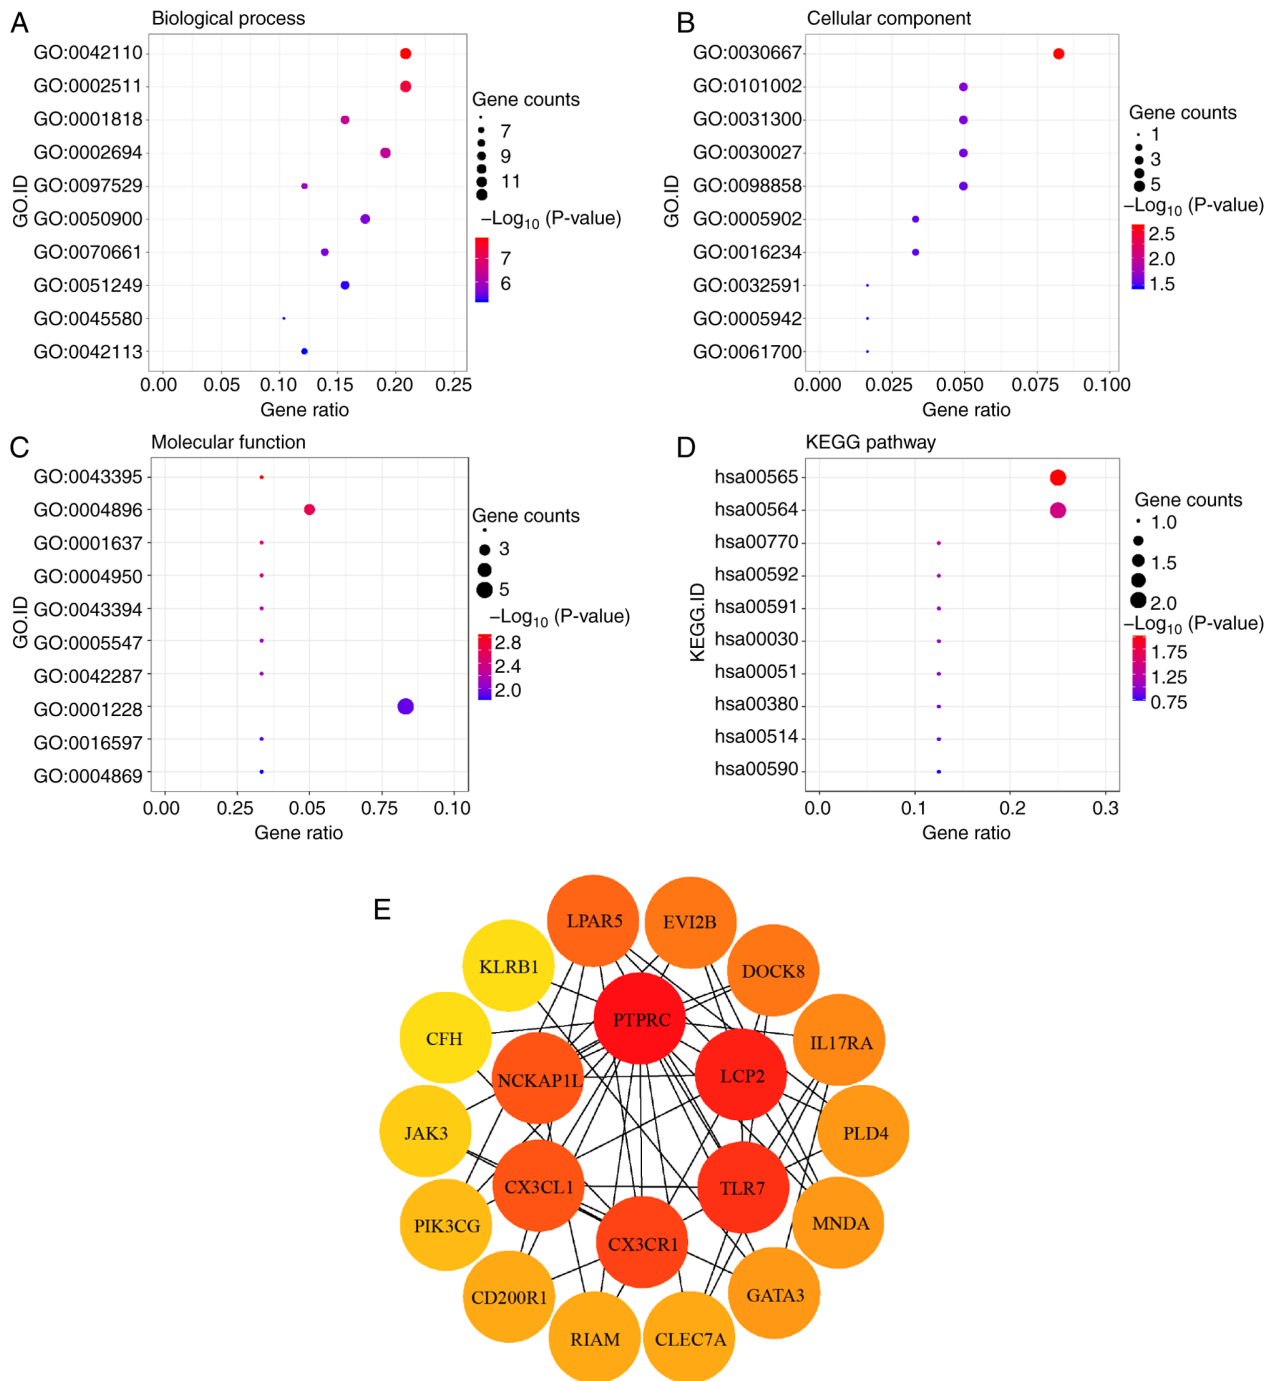 A
Biological process
GO:0042110
GO:0002511
GO:0001818
GO:0002694
GO:0097529
GO:0050900
GO:0070661
GO:0051249
GO:0045580
GO:0042113
GO.ID
0.00 0.05 0.10 0.15 0.20 0.25
Gene ratio
Gene counts
7
9
11
−Log10 (P-value)
7
6
B
Cellular component
GO:0030667
GO:0101002
GO:0031300
GO:0030027
GO:0098858
GO:0005902
GO:0016234
GO:0032591
GO:0005942
GO:0061700
GO.ID
0.000 0.025 0.050 0.075 0.100
Gene ratio
Gene counts
1
3
5
−Log10 (P-value)
2.5
2.0
1.5
C
Molecular function
GO:0043395
GO:0004896
GO:0001637
GO:0004950
GO:0043394
GO:0005547
GO:0042287
GO:0001228
GO:0016597
GO:0004869
GO.ID
0.00 0.25 0.05 0.75 0.10
Gene ratio
Gene counts
3
5
−Log10 (P-value)
2.8
2.4
2.0
D
KEGG pathway
hsa00565
hsa00564
hsa00770
hsa00592
hsa00591
hsa00030
hsa00051
hsa00380
hsa00514
hsa00590
KEGG.ID
0.0 0.1 0.2 0.3
Gene ratio
Gene counts
1.0
1.5
2.0
−Log10 (P-value)
1.75
1.25
0.75
E
LPAR5
EVI2B
KLRB1
DOCK8
PTPRC
CFH
IL17RA
NCKAP1L
LCP2
JAK3
PLD4
CX3CL1
TLR7
PIK3CG
MNDA
CX3CR1
CD200R1
GATA3
RIAM
CLEC7A